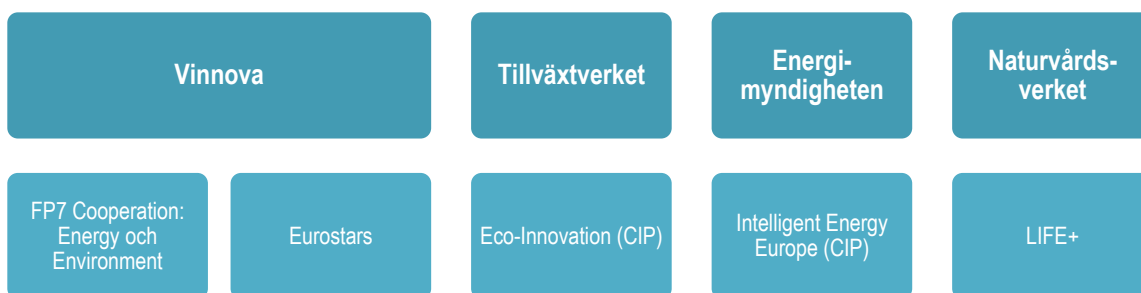 Vinnova
Tillväxtverket
Energi-
myndigheten
Naturvårds-
verket
FP7 Cooperation:
Energy och
Environment
Eurostars
Eco-Innovation (CIP)
Intelligent Energy
Europe (CIP)
LIFE+